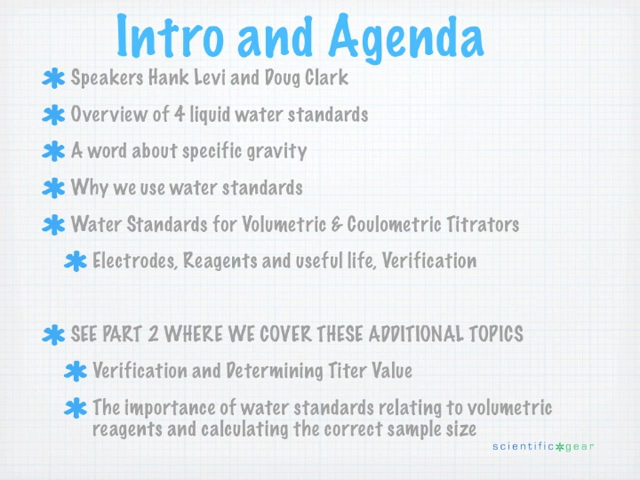 Intro and Agenda
Speakers Hank Levi and Doug Clark
Overview of 4 liquid water standards
A word about specific gravity
Why we use water standards
Water Standards for Volumetric & Coulometric Titrators
Electrodes, Reagents and useful life, Verification
SEE PART 2 WHERE WE COVER THESE ADDITIONAL TOPICS
Verification and Determining Titer Value
The importance of water standards relating to volumetric
reagents and calculating the correct sample size
scientific gear